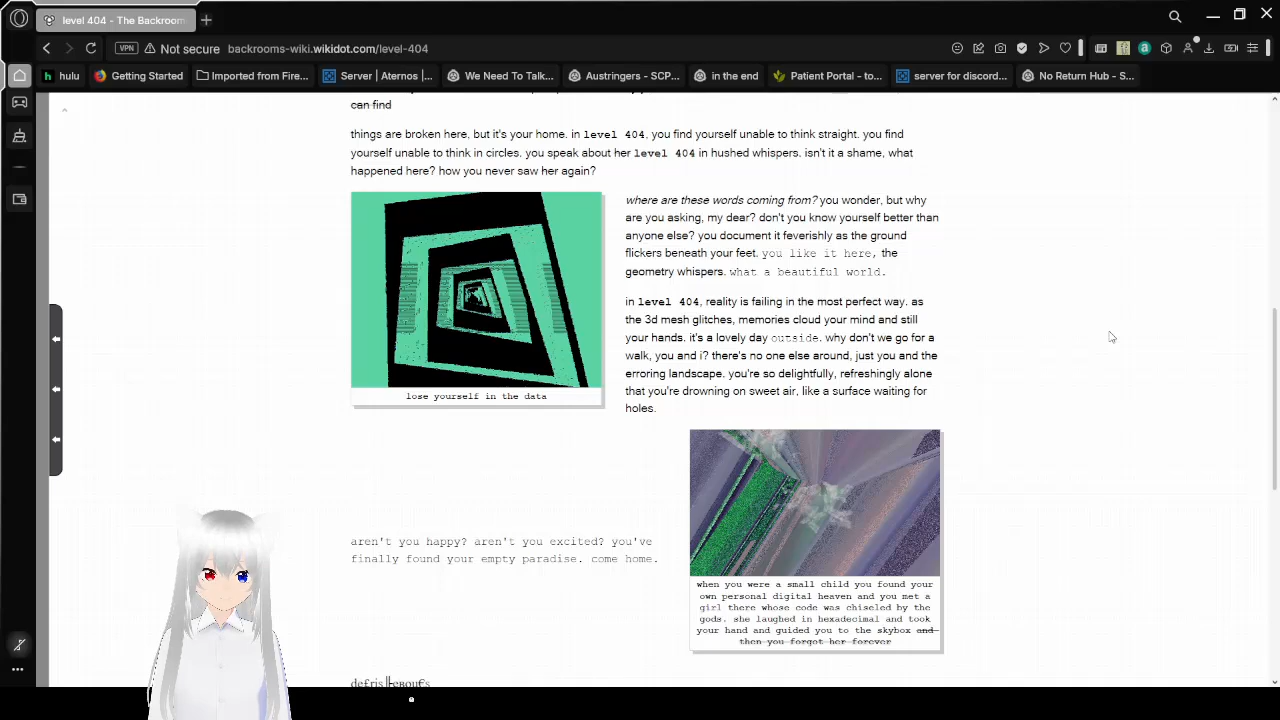 level 404 - The Backroom
VPN Not secure backrooms-wiki.wikidot.com/level-404
hulu Getting Started Imported from Fire... Server | Aternos |... We Need To Talk... Austringers - SCP... in the end Patient Portal - to... server for discord... No Return Hub - S...
can find
things are broken here, but it's your home. in level 404, you find yourself unable to think straight. you find
yourself unable to think in circles. you speak about her level 404 in hushed whispers. isn't it a shame, what
happened here? how you never saw her again?
where are these words coming from? you wonder, but why
are you asking, my dear? don't you know yourself better than
anyone else? you document it feverishly as the ground
flickers beneath your feet. you like it here, the
geometry whispers. what a beautiful world.
lose yourself in the data
in level 404, reality is failing in the most perfect way. as
the 3d mesh glitches, memories cloud your mind and still
your hands. it's a lovely day outside. why don't we go for a
walk, you and i? there's no one else around, just you and the
erroring landscape. you're so delightfully, refreshingly alone
that you're drowning on sweet air, like a surface waiting for
holes.
aren't you happy? aren't you excited? you've
finally found your empty paradise. come home.
when you were a small child you found your
own personal digital heaven and you met a
girl there whose code was chiseled by the
gods. she laughed in hexadecimal and took
your hand and guided you to the skybox and
then you forgot her forever